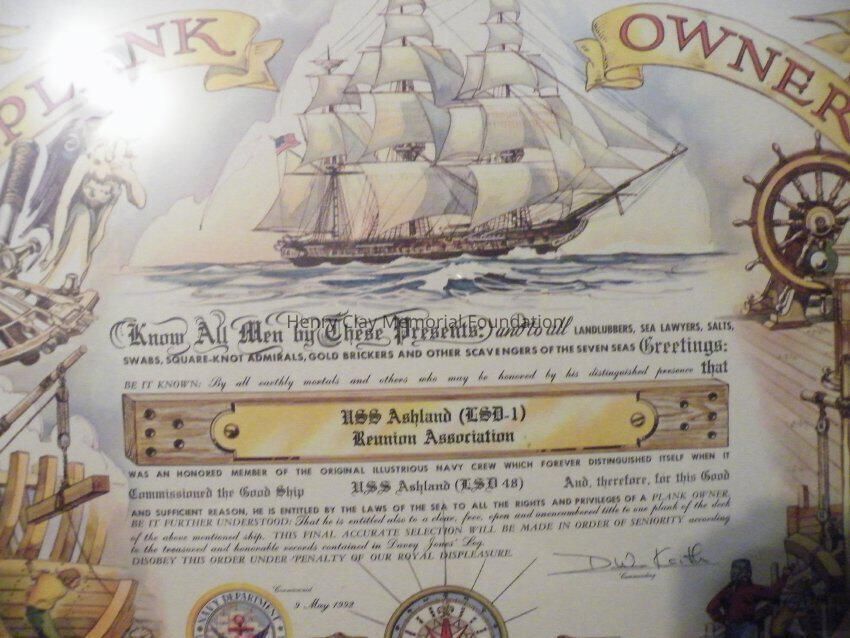 PLANK OWNER
Know All Men by These Presents: and to all LANDLUBBERS, SEA LAWYERS, SALTS,
Henry Clay Memorial Foundation
SWABS, SQUARE-KNOT ADMIRALS, GOLD BRICKERS AND OTHER SCAVENGERS OF THE SEVEN SEAS Greetings:
BE IT KNOWN: By all earthly mortals and others who may be honored by his distinguished presence that
USS Ashland (LSD-1)
Reunion Association
WAS AN HONORED MEMBER OF THE ORIGINAL ILLUSTRIOUS NAVY CREW WHICH FOREVER DISTINGUISHED ITSELF WHEN IT
Commissioned the Good Ship USS Ashland (LSD 48) And, therefore, for this Good
AND SUFFICIENT REASON, HE IS ENTITLED BY THE LAWS OF THE SEA TO ALL THE RIGHTS AND PRIVILEGES OF A PLANK OWNER,
BE IT FURTHER UNDERSTOOD: That he is entitled also to a clear, free, open and unencumbered title to one plank of the deck
of the above mentioned ship. THIS FINAL ACCURATE SELECTION WILL BE MADE IN ORDER OF SENIORITY according
to the treasured and honorable records contained in Davey Jones' Log.
DISOBEY THIS ORDER UNDER PENALTY OF OUR ROYAL DISPLEASURE.
Commanding
Commissioned
9 May 1992
NAVY DEPARTMENT